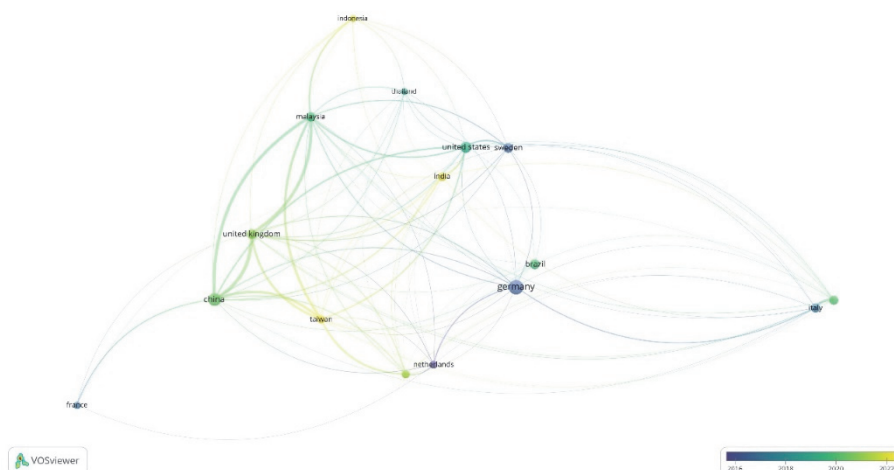 indonesia
thailand
malaysia
united states
sweden
india
united kingdom
brazil
germany
china
italy
taiwan
netherlands
france
VOSviewer
2016 2018 2020 2022